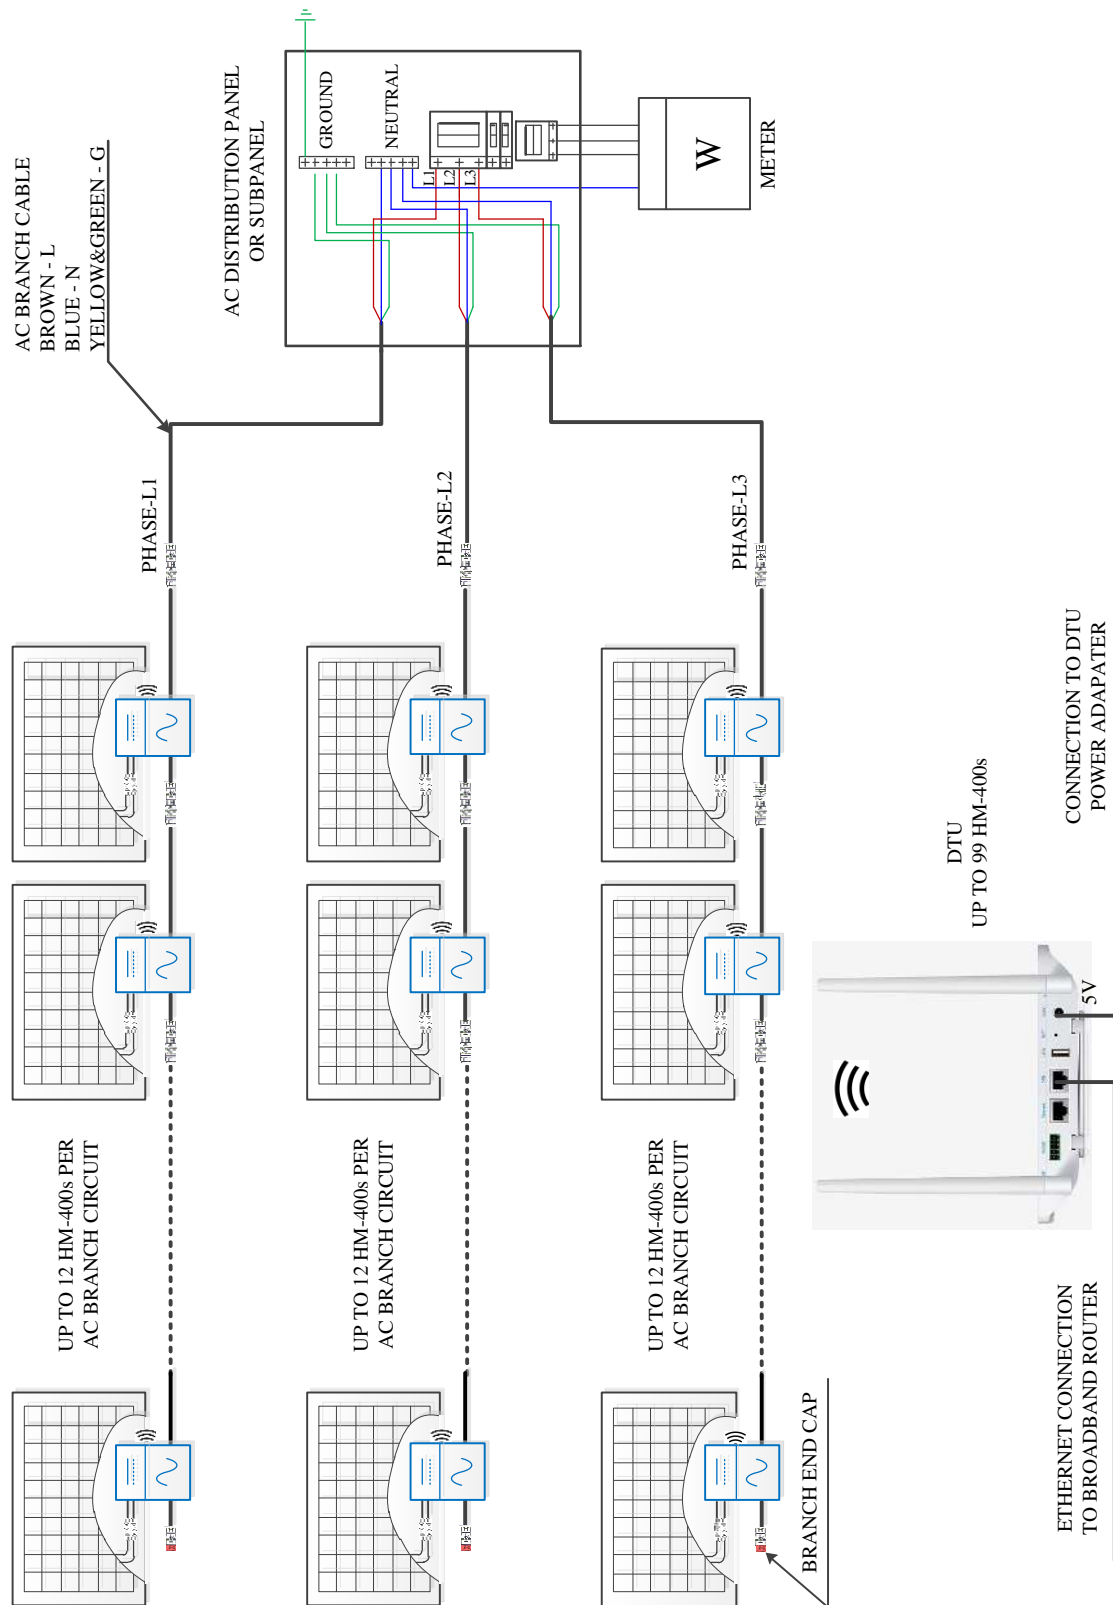 AC BRANCH CABLE
BROWN - L
BLUE - N
YELLOW&GREEN - G
AC DISTRIBUTION PANEL
OR SUBPANEL
GROUND
NEUTRAL
L1
L2
L3
W
METER
PHASE-L1
PHASE-L2
PHASE-L3
UP TO 12 HM-400s PER
AC BRANCH CIRCUIT
UP TO 12 HM-400s PER
AC BRANCH CIRCUIT
UP TO 12 HM-400s PER
AC BRANCH CIRCUIT
BRANCH END CAP
DTU
UP TO 99 HM-400s
5V
CONNECTION TO DTU
POWER ADAPATER
ETHERNET CONNECTION
TO BROADBAND ROUTER